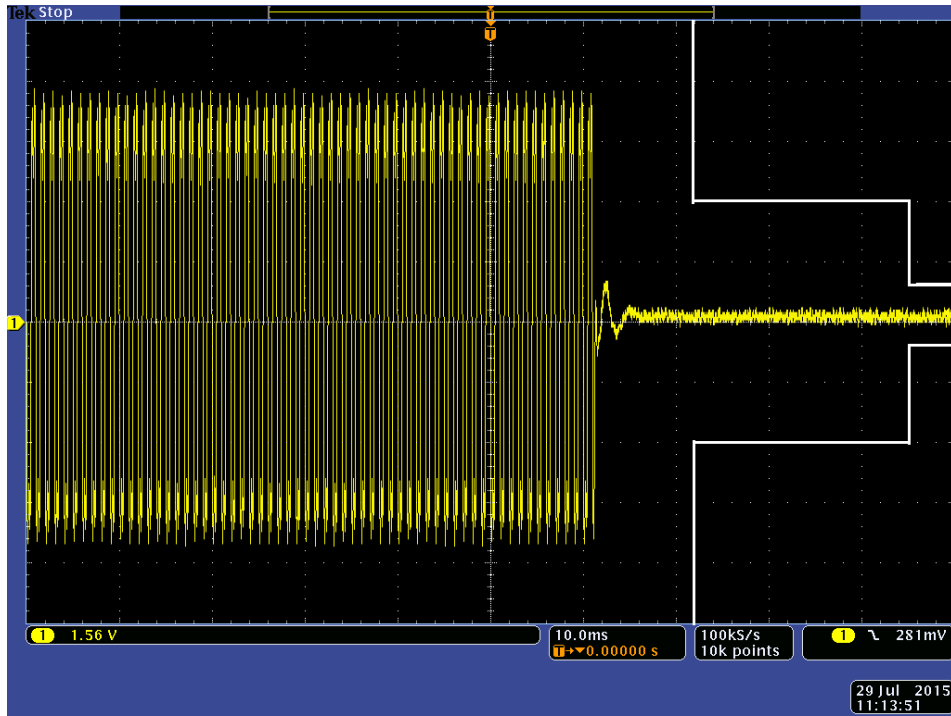 Tek Stop
T
T
1
1 1.56 V
10.0ms
T→▼0.00000 s
100kS/s
10k points
1 ∖ 281mV
29 Jul 2015
11:13:51